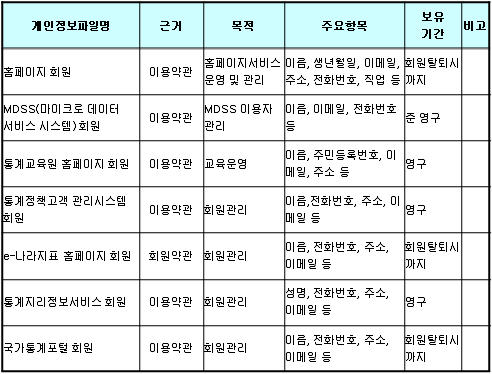 개인정보파일명 근거 목적 주요항목 보유 기간 비고
홈페이지 회원 이용약관 홈페이지서비스 운영 및 관리 이음, 생년월일, 이메일, 주소, 전화번호, 직업 등 회원탈퇴시 까지
MDSS(마이크로 데이터 서비스 시스템)회원 이용약관 MDSS 이용자 관리 이음, 이메일, 전화번호 등 준 영구
통계교육원 홈페이지 회원 이용약관 교육운영 이음, 주민등록번호, 이메일, 주소 등 영구
통계정책고객 관리시스템 회원 이용약관 회원관리 이음,전화번호, 주소, 이메일 등 영구
e-나라지표 홈페이지 회원 회원약관 회원관리 이음, 전화번호, 주소, 이메일 등 회원탈퇴시 까지
통계지리정보서비스 회원 이용약관 회원관리 성명, 전화번호, 주소, 이메일 등 영구
국가통계포털 회원 이용약관 회원관리 이음, 전화번호, 주소, 이메일 등 회원탈퇴시 까지